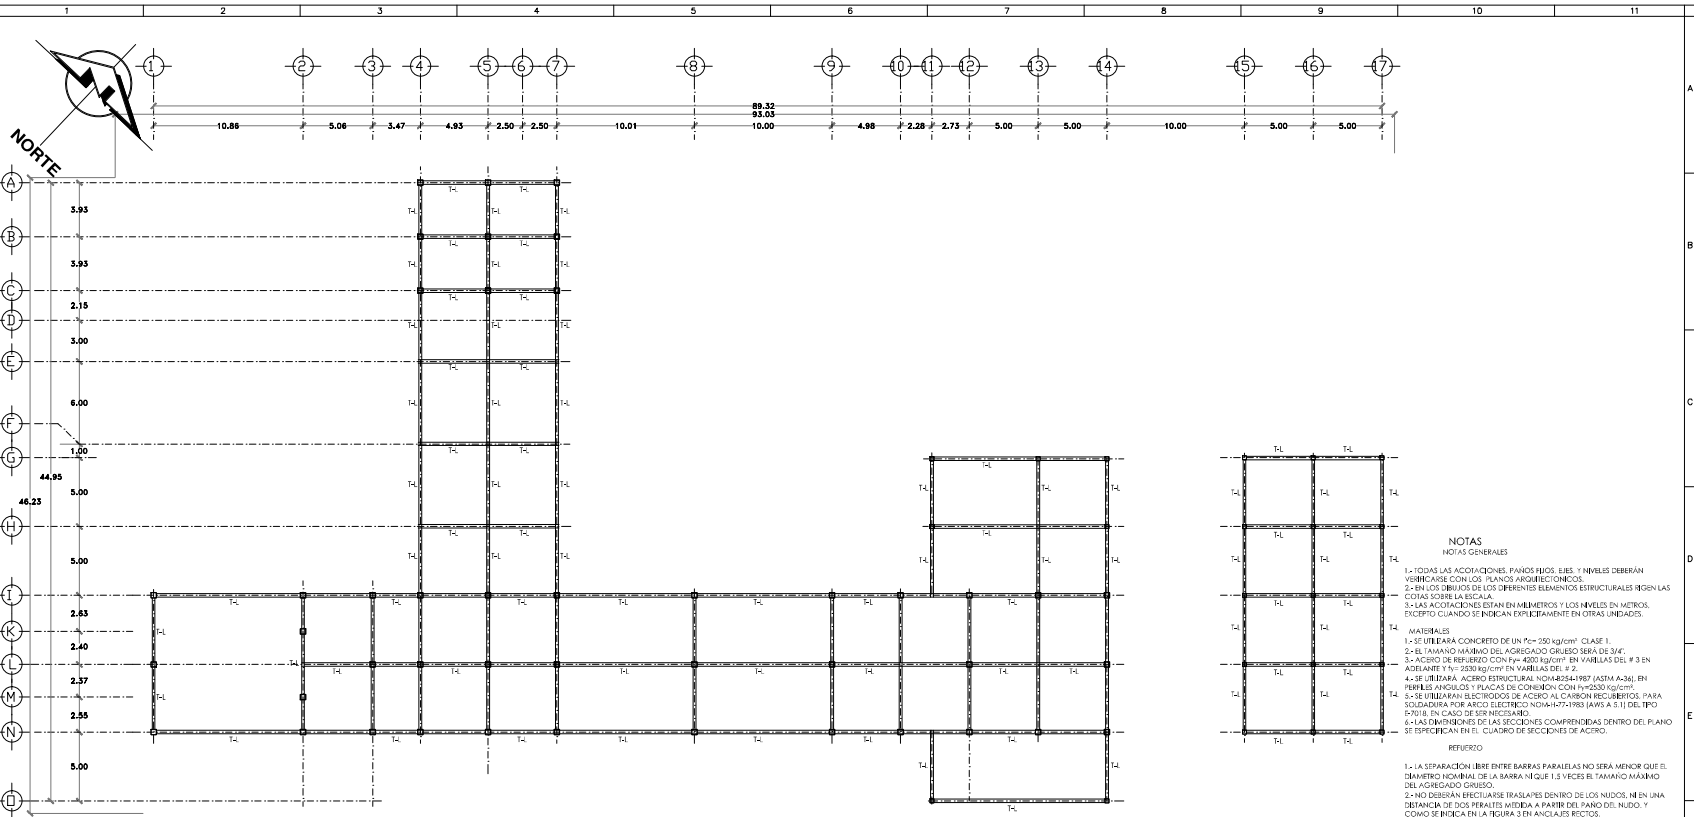 1 2 3 4 5 6 7 8 9 10 11
1 2 3 4 5 6 7 8 9 10 11 12 13 14 15 16 17
89.32
93.03
10.86 5.06 3.47 4.93 2.50 2.50 10.01 10.00 4.98 2.28 2.73 5.00 5.00 10.00 5.00 5.00
NORTE
A
B
C
D
E
A
T-L T-L
3.93
T-L T-L T-L
B
T-L T-L
3.93
T-L T-L T-L
C
T-L T-L
2.15
D
T-L T-L T-L
3.00
E
T-L T-L
6.00
T-L T-L T-L
F
1.00
T-L T-L
T-L T-L
G
T-L
44.95
46.23
5.00
T-L T-L T-L
T-L T-L T-L
T-L T-L T-L
H
T-L T-L
T-L
T-L T-L
5.00
T-L T-L T-L
T-L T-L T-L
T-L T-L T-L
I
T-L T-L T-L T-L T-L T-L T-L T-L T-L
T-L T-L
2.63
K
T-L
T-L T-L T-L
2.40
L
T-L
T-L T-L T-L T-L T-L T-L T-L T-L
T-L T-L
2.37
M
T-L
T-L T-L T-L
2.55
N
T-L T-L T-L T-L T-L T-L T-L T-L
T-L T-L
5.00
T-L T-L
O
T-L
NOTAS
NOTAS GENERALES
1.- TODAS LAS ACOTACIONES, PAÑOS FIJOS, EJES, Y NIVELES DEBERÁN
VERIFICARSE CON LOS PLANOS ARQUITECTONICOS.
2.- EN LOS DIBUJOS DE LOS DIFERENTES ELEMENTOS ESTRUCTURALES RIGEN LAS
COTAS SOBRE LA ESCALA.
3.- LAS ACOTACIONES ESTAN EN MILIMETROS Y LOS NIVELES EN METROS,
EXCEPTO CUANDO SE INDICAN EXPLICITAMENTE EN OTRAS UNIDADES.
MATERIALES
1.- SE UTILIZARÁ CONCRETO DE UN f'c= 250 kg/cm² CLASE 1.
2.- EL TAMAÑO MÁXIMO DEL AGREGADO GRUESO SERÁ DE 3/4".
3.- ACERO DE REFUERZO CON Fy= 4200 kg/cm² EN VARILLAS DEL # 3 EN
ADELANTE Y fy= 2530 kg/cm² EN VARILLAS DEL # 2.
4.- SE UTILIZARÁ ACERO ESTRUCTURAL NOM-B254-1987 (ASTM A-36), EN
PERFILES ANGULOS Y PLACAS DE CONEXIÓN CON Fy=2530 Kg/cm².
5.- SE UTILIZARAN ELECTRODOS DE ACERO AL CARBÓN RECUBIERTOS, PARA
SOLDADURA POR ARCO ELECTRICO NOM-H-77-1983 (AWS A 5.1) DEL TIPO
E-7018, EN CASO DE SER NECESARIO.
6.- LAS DIMENSIONES DE LAS SECCIONES COMPRENDIDAS DENTRO DEL PLANO
SE ESPECIFICAN EN EL CUADRO DE SECCIONES DE ACERO.
REFUERZO
1.- LA SEPARACIÓN LIBRE ENTRE BARRAS PARALELAS NO SERÁ MENOR QUE EL
DIAMETRO NOMINAL DE LA BARRA NI QUE 1.5 VECES EL TAMAÑO MÁXIMO
DEL AGREGADO GRUESO.
2.- NO DEBERÁN EFECTUARSE TRASLAPES DENTRO DE LOS NUDOS, NI EN UNA
DISTANCIA DE DOS PERALTES MEDIDA A PARTIR DEL PAÑO DEL NUDO, Y
COMO SE INDICA EN LA FIGURA 3 EN ANCLAJES RECTOS.